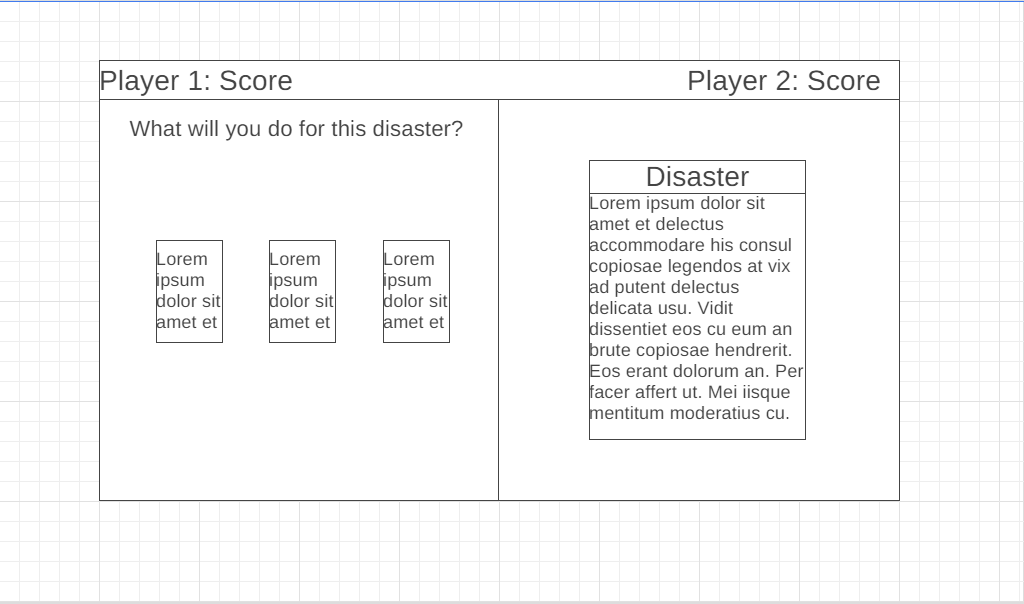 Player 1: Score
Player 2: Score
What will you do for this disaster?
Lorem
ipsum
dolor sit
amet et
Lorem
ipsum
dolor sit
amet et
Lorem
ipsum
dolor sit
amet et
Disaster
Lorem ipsum dolor sit
amet et delectus
accommodare his consul
copiosae legendos at vix
ad putent delectus
delicata usu. Vidit
dissentiet eos cu eum an
brute copiosae hendrerit.
Eos erant dolorum an. Per
facer affert ut. Mei iisque
mentitum moderatius cu.